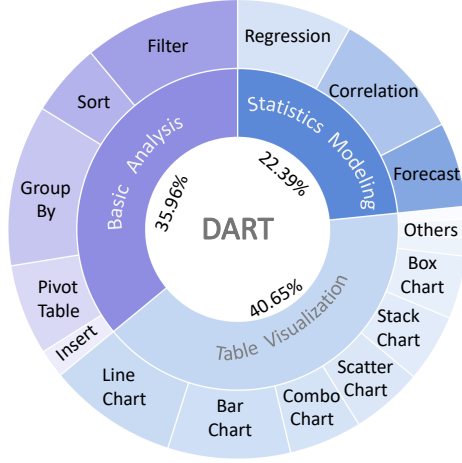 DART
Statistics Modeling
22.39%
Regression
Correlation
Forecast
Table Visualization
40.65%
Others
Box
Chart
Stack
Chart
Scatter
Chart
Combo
Chart
Bar
Chart
Line
Chart
Basic Analysis
35.96%
Insert
Pivot
Table
Group
By
Sort
Filter